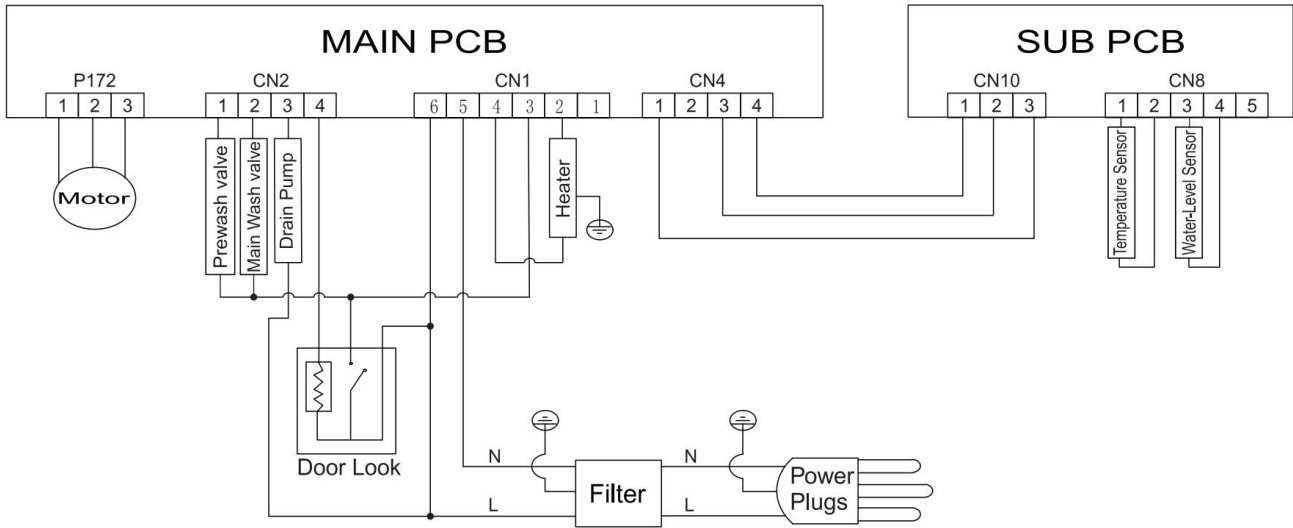 MAIN PCB
SUB PCB
P172
CN2
CN1
CN4
CN10
CN8
1 2 3
1 2 3 4
6 5 4 3 2 1
1 2 3 4
1 2 3
1 2 3 4 5
Motor
Prewash valve
Main Wash valve
Drain Pump
Heater
Temperature Sensor
Water-Level Sensor
Door Look
N
N
Filter
Power
Plugs
L
L